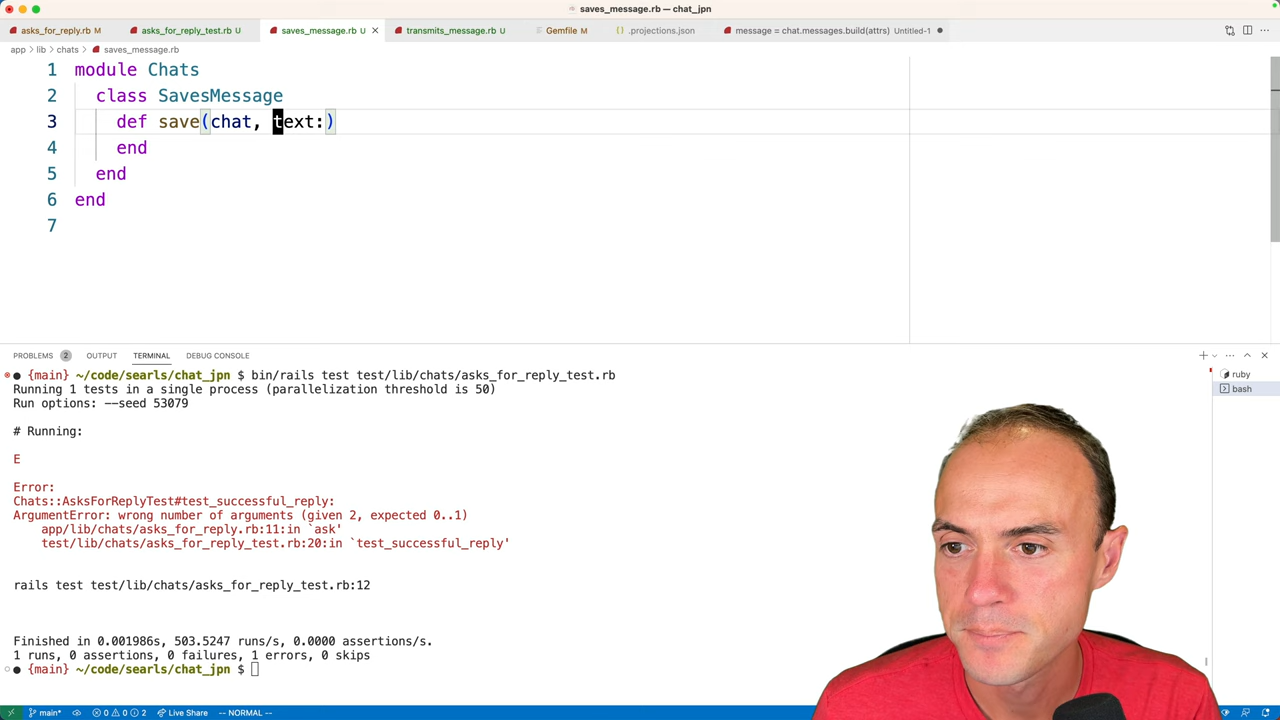 saves_message.rb — chat_jpn
asks_for_reply.rb M
asks_for_reply_test.rb U
saves_message.rb U
transmits_message.rb U
Gemfile M
.projections.json
message = chat.messages.build(attrs) Untitled-1
app › lib › chats › saves_message.rb
1 module Chats
2 class SavesMessage
3 def save(chat, text:)
4 end
5 end
6 end
7
PROBLEMS 2 OUTPUT TERMINAL DEBUG CONSOLE
{main} ~/code/searls/chat_jpn $ bin/rails test test/lib/chats/asks_for_reply_test.rb
Running 1 tests in a single process (parallelization threshold is 50)
Run options: --seed 53079
# Running:
E
Error:
Chats::AsksForReplyTest#test_successful_reply:
ArgumentError: wrong number of arguments (given 2, expected 0..1)
app/lib/chats/asks_for_reply.rb:11:in `ask'
test/lib/chats/asks_for_reply_test.rb:20:in `test_successful_reply'
rails test test/lib/chats/asks_for_reply_test.rb:12
Finished in 0.001986s, 503.5247 runs/s, 0.0000 assertions/s.
1 runs, 0 assertions, 0 failures, 1 errors, 0 skips
{main} ~/code/searls/chat_jpn $
ruby
bash
main* 0 0 2 Live Share -- NORMAL --